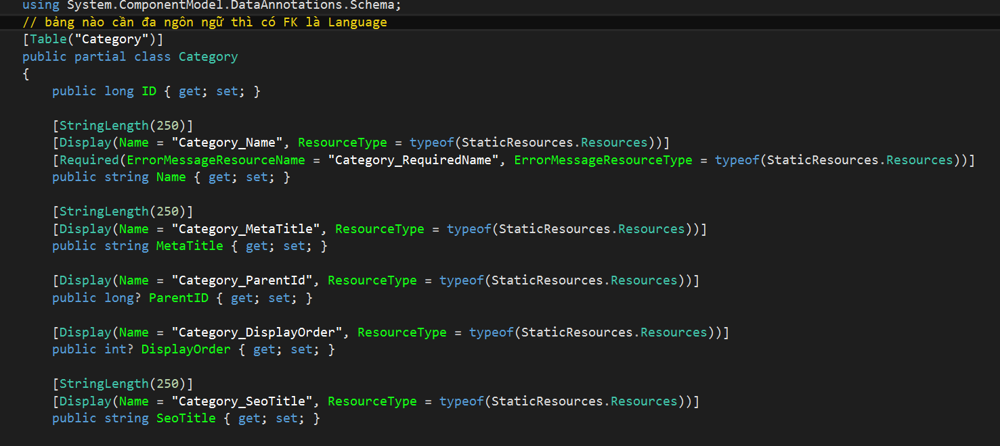 using System.ComponentModel.DataAnnotations.Schema;
// bảng nào cần đa ngôn ngữ thì có FK là Language
[Table("Category")]
public partial class Category
{
public long ID { get; set; }
[StringLength(250)]
[Display(Name = "Category_Name", ResourceType = typeof(StaticResources.Resources))]
[Required(ErrorMessageResourceName = "Category_RequiredName", ErrorMessageResourceType = typeof(StaticResources.Resources))]
public string Name { get; set; }
[StringLength(250)]
[Display(Name = "Category_MetaTitle", ResourceType = typeof(StaticResources.Resources))]
public string MetaTitle { get; set; }
[Display(Name = "Category_ParentId", ResourceType = typeof(StaticResources.Resources))]
public long? ParentID { get; set; }
[Display(Name = "Category_DisplayOrder", ResourceType = typeof(StaticResources.Resources))]
public int? DisplayOrder { get; set; }
[StringLength(250)]
[Display(Name = "Category_SeoTitle", ResourceType = typeof(StaticResources.Resources))]
public string SeoTitle { get; set; }